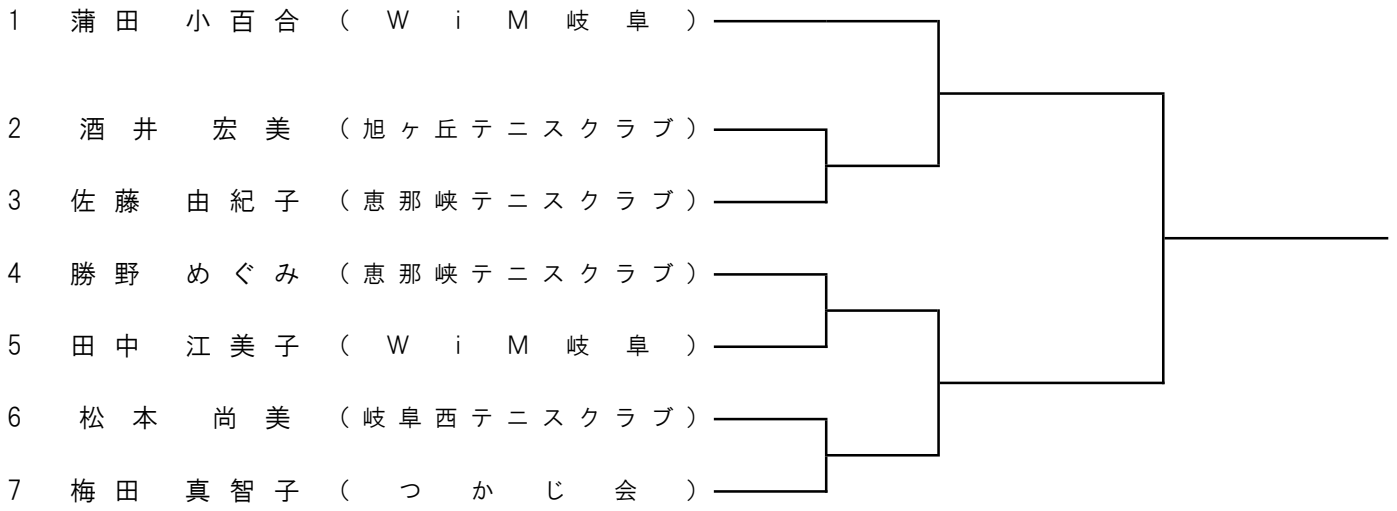 1 蒲田 小百合 (WiM岐阜)
2 酒井 宏美 (旭ヶ丘テニスクラブ)
3 佐藤 由紀子 (恵那峡テニスクラブ)
4 勝野 めぐみ (恵那峡テニスクラブ)
5 田中 江美子 (WiM岐阜)
6 松本 尚美 (岐阜西テニスクラブ)
7 梅田 真智子 (つかじ会)